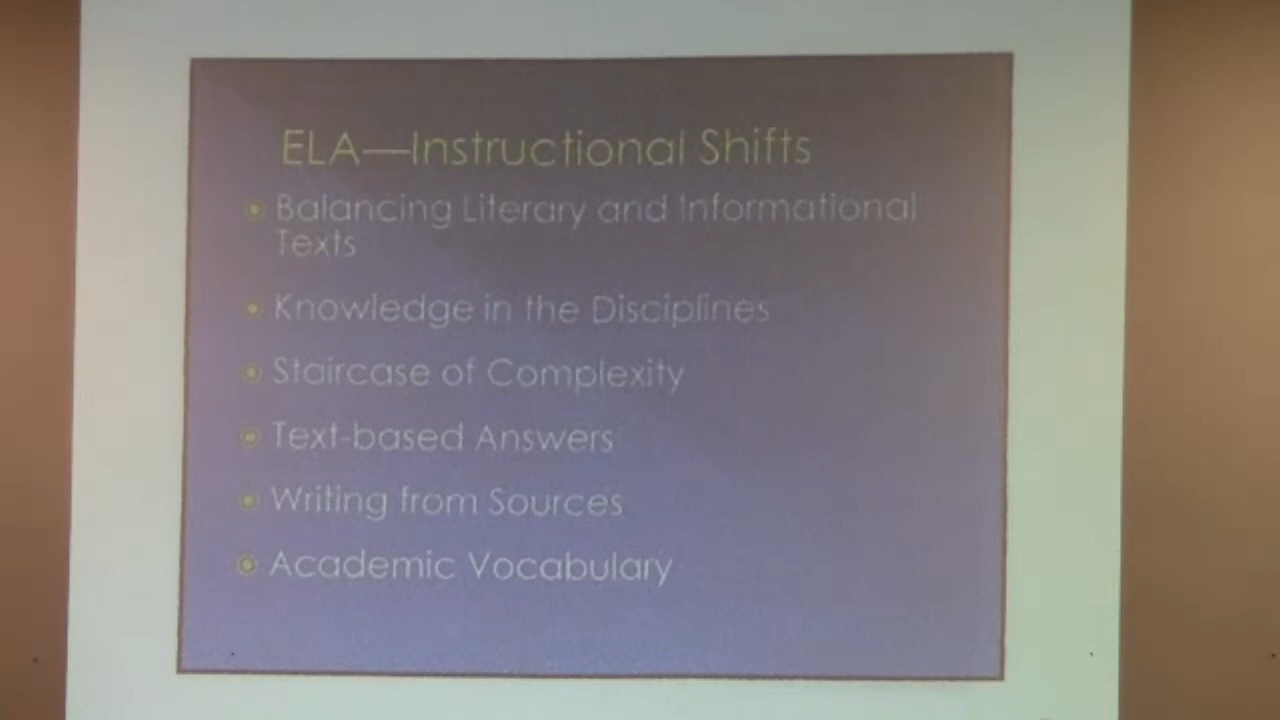 ELA—Instructional Shifts
Balancing Literary and Informational
Texts
Knowledge in the Disciplines
Staircase of Complexity
Text-based Answers
Writing from Sources
Academic Vocabulary